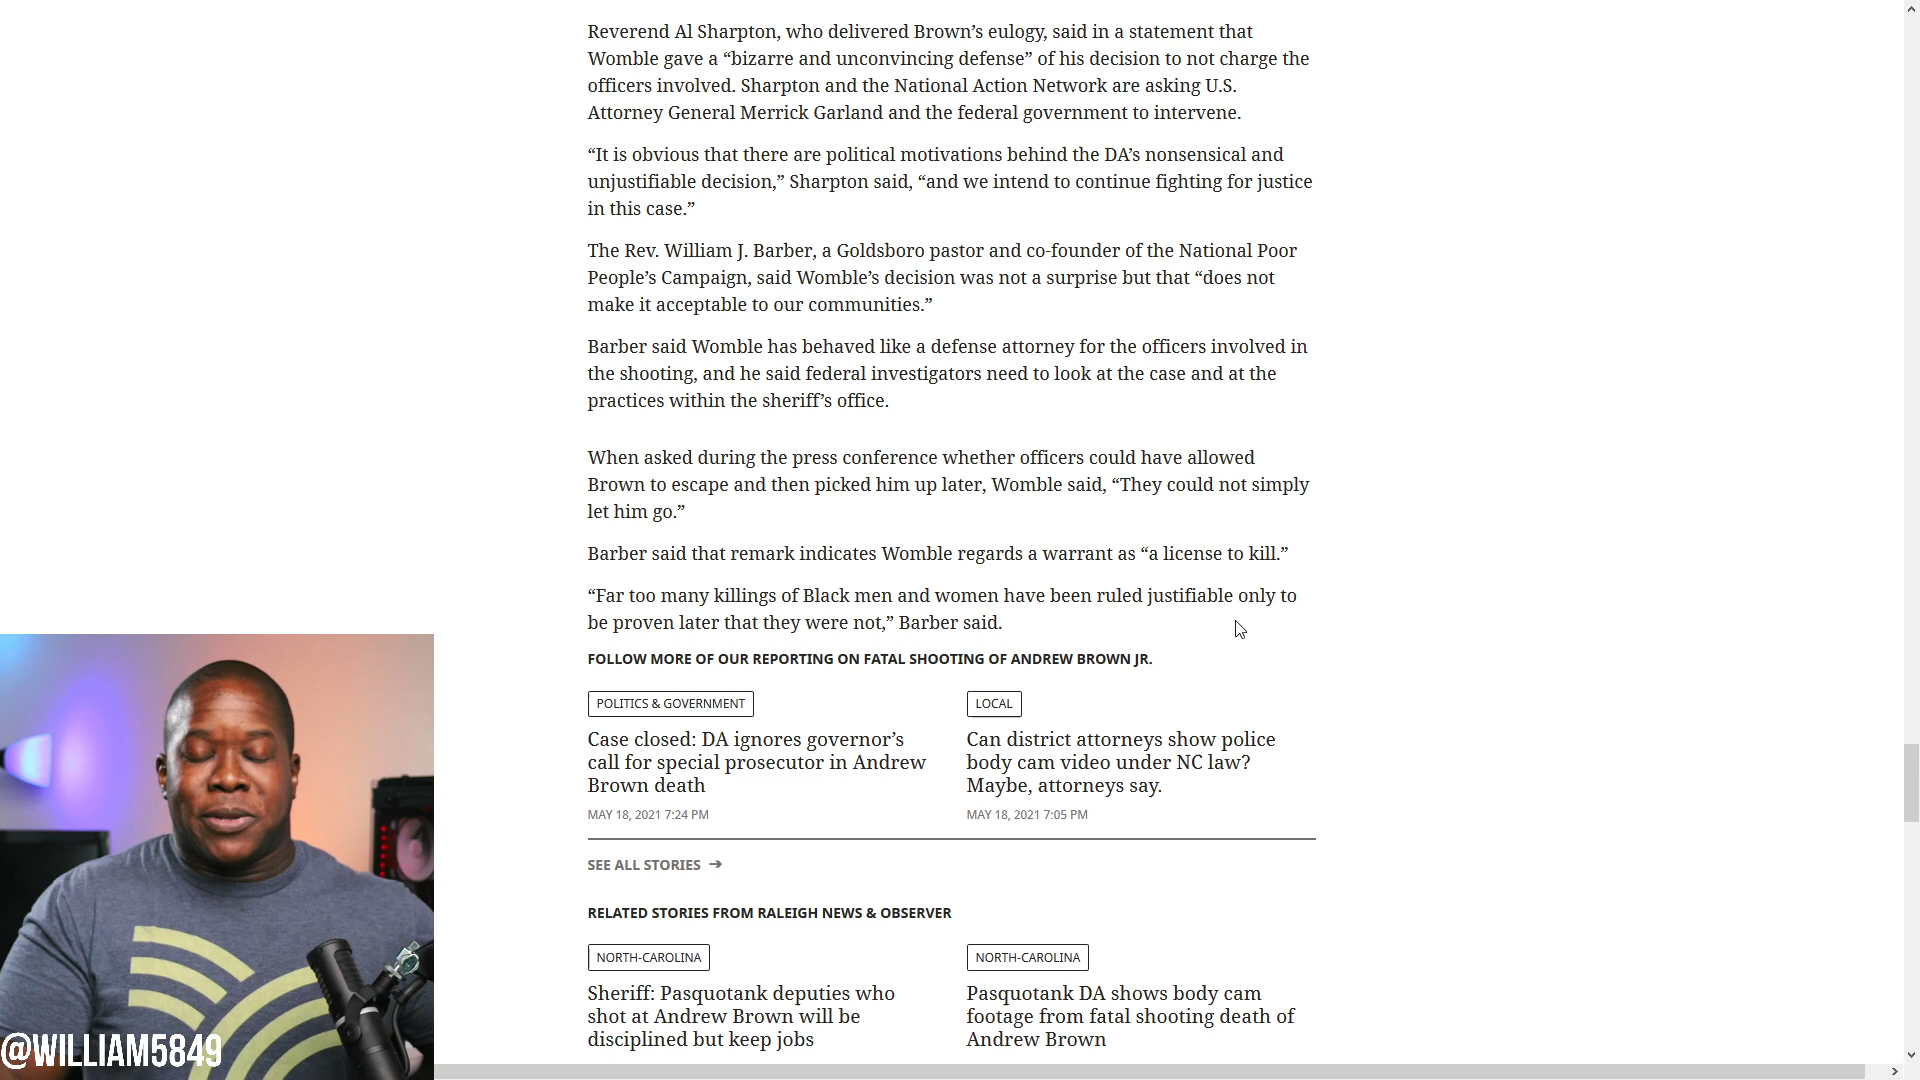 Reverend Al Sharpton, who delivered Brown’s eulogy, said in a statement that
Womble gave a “bizarre and unconvincing defense” of his decision to not charge the
officers involved. Sharpton and the National Action Network are asking U.S.
Attorney General Merrick Garland and the federal government to intervene.
“It is obvious that there are political motivations behind the DA’s nonsensical and
unjustifiable decision,” Sharpton said, “and we intend to continue fighting for justice
in this case.”
The Rev. William J. Barber, a Goldsboro pastor and co-founder of the National Poor
People’s Campaign, said Womble’s decision was not a surprise but that “does not
make it acceptable to our communities.”
Barber said Womble has behaved like a defense attorney for the officers involved in
the shooting, and he said federal investigators need to look at the case and at the
practices within the sheriff’s office.
When asked during the press conference whether officers could have allowed
Brown to escape and then picked him up later, Womble said, “They could not simply
let him go.”
Barber said that remark indicates Womble regards a warrant as “a license to kill.”
“Far too many killings of Black men and women have been ruled justifiable only to
be proven later that they were not,” Barber said.
FOLLOW MORE OF OUR REPORTING ON FATAL SHOOTING OF ANDREW BROWN JR.
POLITICS & GOVERNMENT
Case closed: DA ignores governor’s
call for special prosecutor in Andrew
Brown death
MAY 18, 2021 7:24 PM
LOCAL
Can district attorneys show police
body cam video under NC law?
Maybe, attorneys say.
MAY 18, 2021 7:05 PM
SEE ALL STORIES →
RELATED STORIES FROM RALEIGH NEWS & OBSERVER
NORTH-CAROLINA
Sheriff: Pasquotank deputies who
shot at Andrew Brown will be
disciplined but keep jobs
NORTH-CAROLINA
Pasquotank DA shows body cam
footage from fatal shooting death of
Andrew Brown
@WILLIAM5849